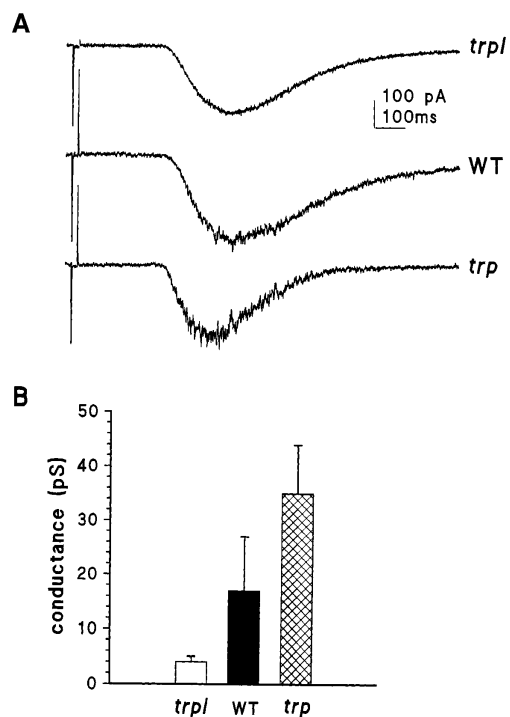 A
trpl
100 pA
100ms
WT
trp
B
50
40
30
20
10
0
conductance (pS)
trpl WT trp